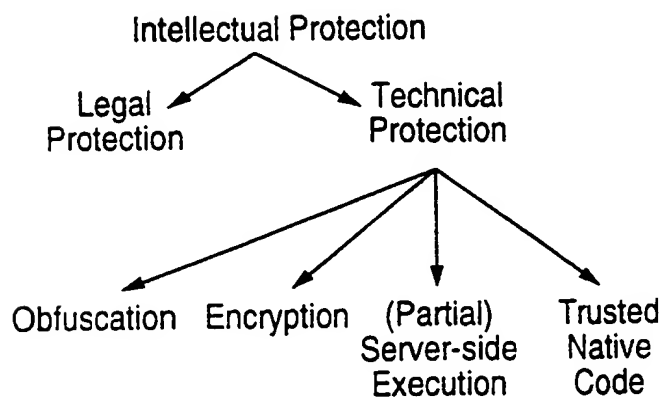 Intellectual Protection
Legal
Protection
Technical
Protection
Obfuscation
Encryption
(Partial)
Server-side
Execution
Trusted
Native
Code